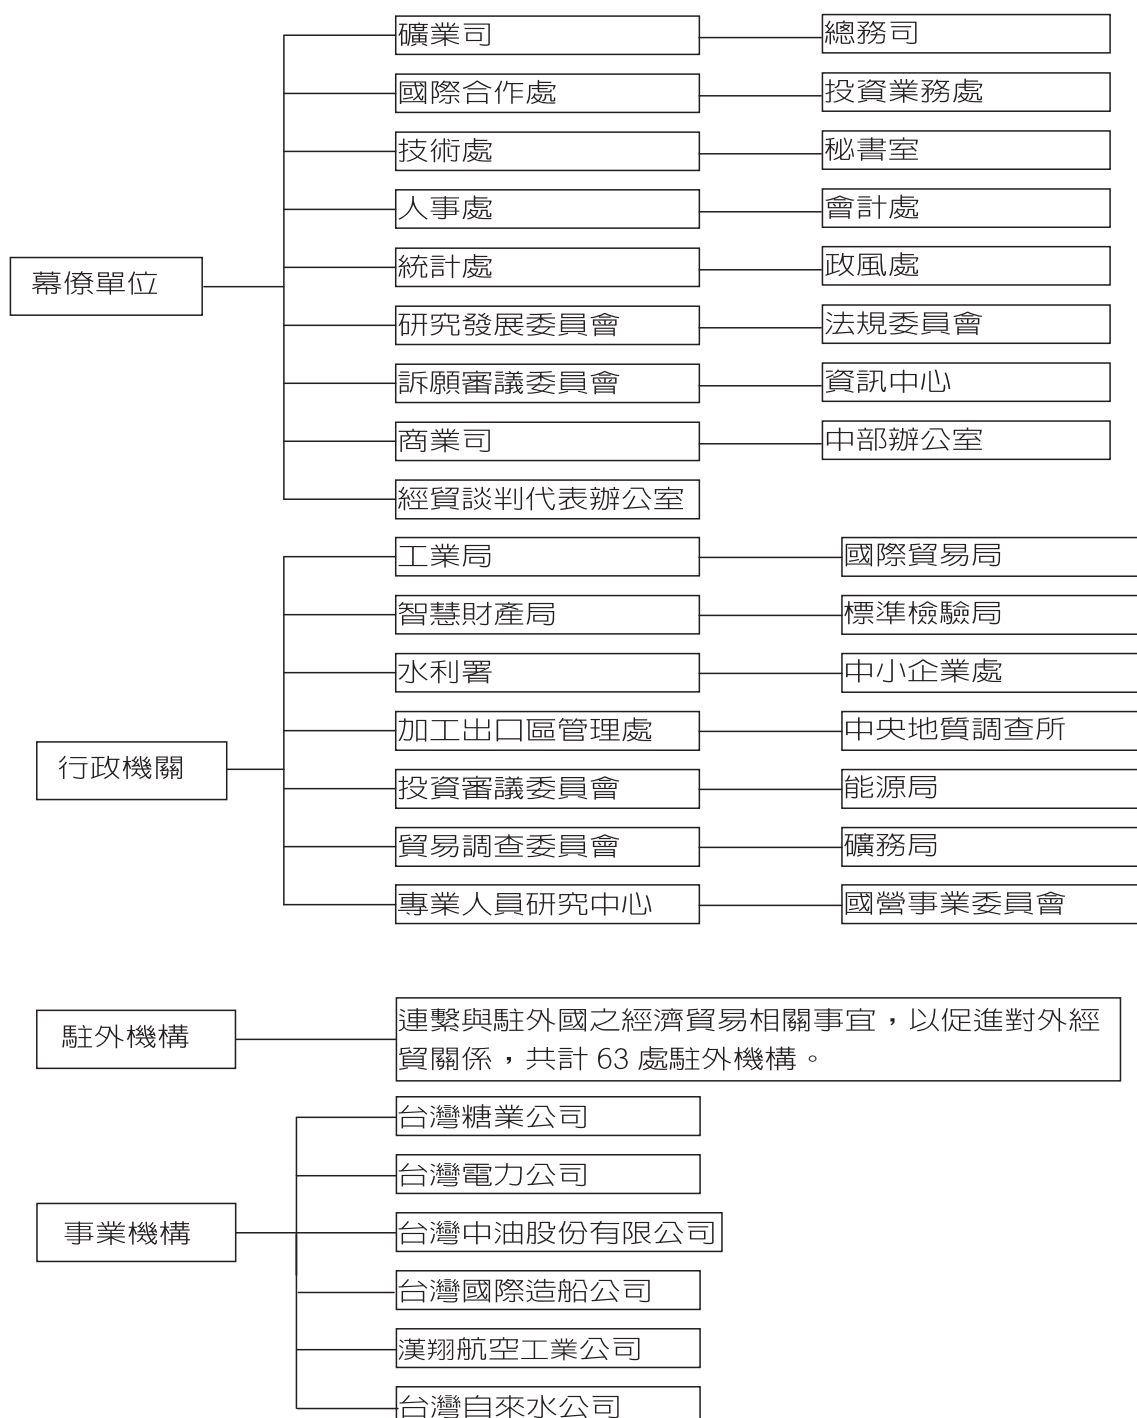 幕僚單位
礦業司
總務司
國際合作處
投資業務處
技術處
秘書室
人事處
會計處
統計處
政風處
研究發展委員會
法規委員會
訴願審議委員會
資訊中心
商業司
中部辦公室
經貿談判代表辦公室
行政機關
工業局
國際貿易局
智慧財產局
標準檢驗局
水利署
中小企業處
加工出口區管理處
中央地質調查所
投資審議委員會
能源局
貿易調查委員會
礦務局
專業人員研究中心
國營事業委員會
駐外機構
連繫與駐外國之經濟貿易相關事宜，以促進對外經
貿關係，共計 63 處駐外機構。
事業機構
台灣糖業公司
台灣電力公司
台灣中油股份有限公司
台灣國際造船公司
漢翔航空工業公司
台灣自來水公司